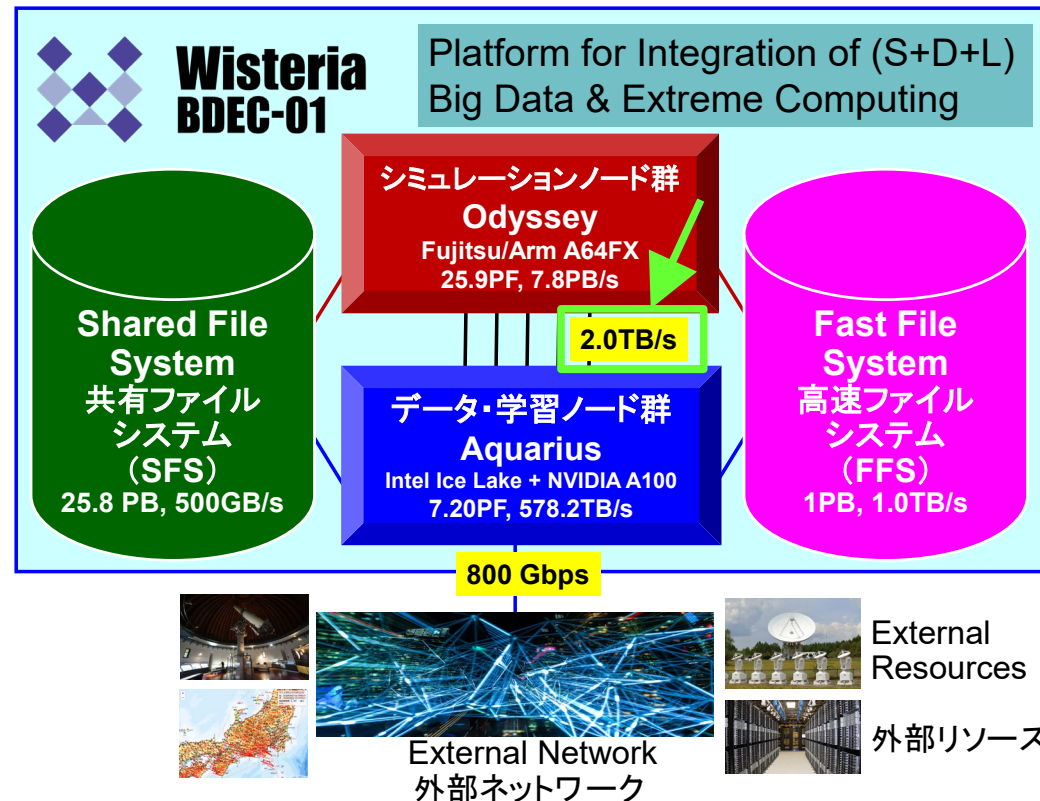 Wisteria
BDEC-01
Platform for Integration of (S+D+L)
Big Data & Extreme Computing
シミュレーションノード群
Odyssey
Fujitsu/Arm A64FX
25.9PF, 7.8PB/s
2.0TB/s
Shared File
System
共有ファイル
システム
（SFS）
25.8 PB, 500GB/s
データ・学習ノード群
Aquarius
Intel Ice Lake + NVIDIA A100
7.20PF, 578.2TB/s
Fast File
System
高速ファイル
システム
（FFS）
1PB, 1.0TB/s
800 Gbps
External Network
外部ネットワーク
External
Resources
外部リソース